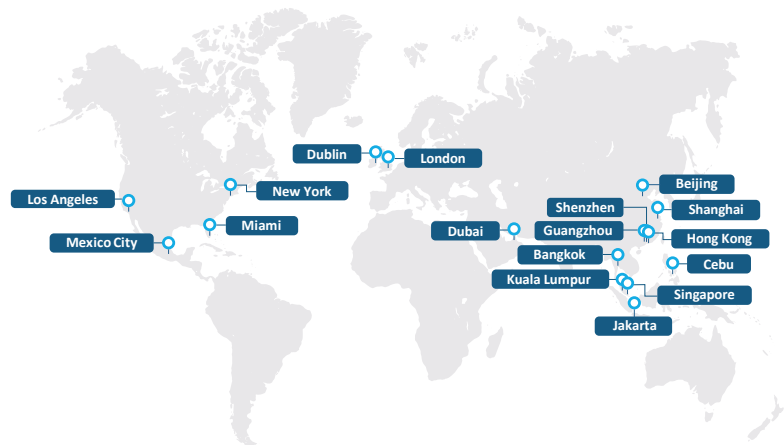 Dublin
London
Beijing
New York
Los Angeles
Shenzhen
Shanghai
Miami
Dubai
Guangzhou
Hong Kong
Mexico City
Bangkok
Cebu
Kuala Lumpur
Singapore
Jakarta